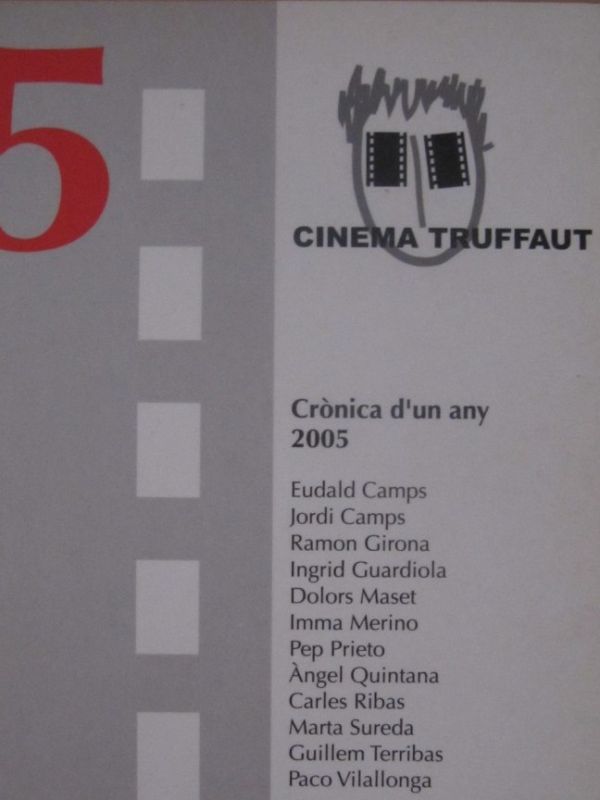 5
CINEMA TRUFFAUT
Crònica d'un any
2005
Eudald Camps
Jordi Camps
Ramon Girona
Ingrid Guardiola
Dolors Maset
Imma Merino
Pep Prieto
Àngel Quintana
Carles Ribas
Marta Sureda
Guillem Terribas
Paco Vilallonga